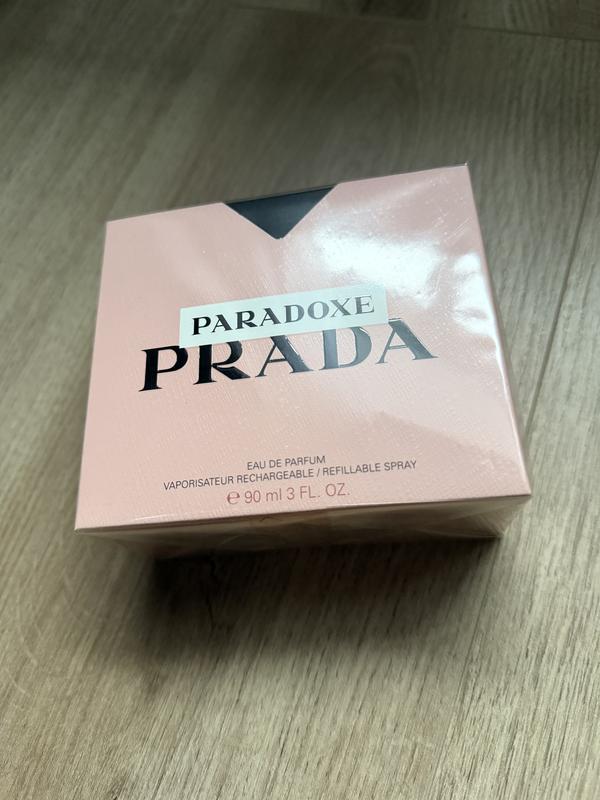 PARADOXE
PRADA
EAU DE PARFUM
VAPORISATEUR RECHARGEABLE / REFILLABLE SPRAY
℮ 90 ml 3 FL. OZ.